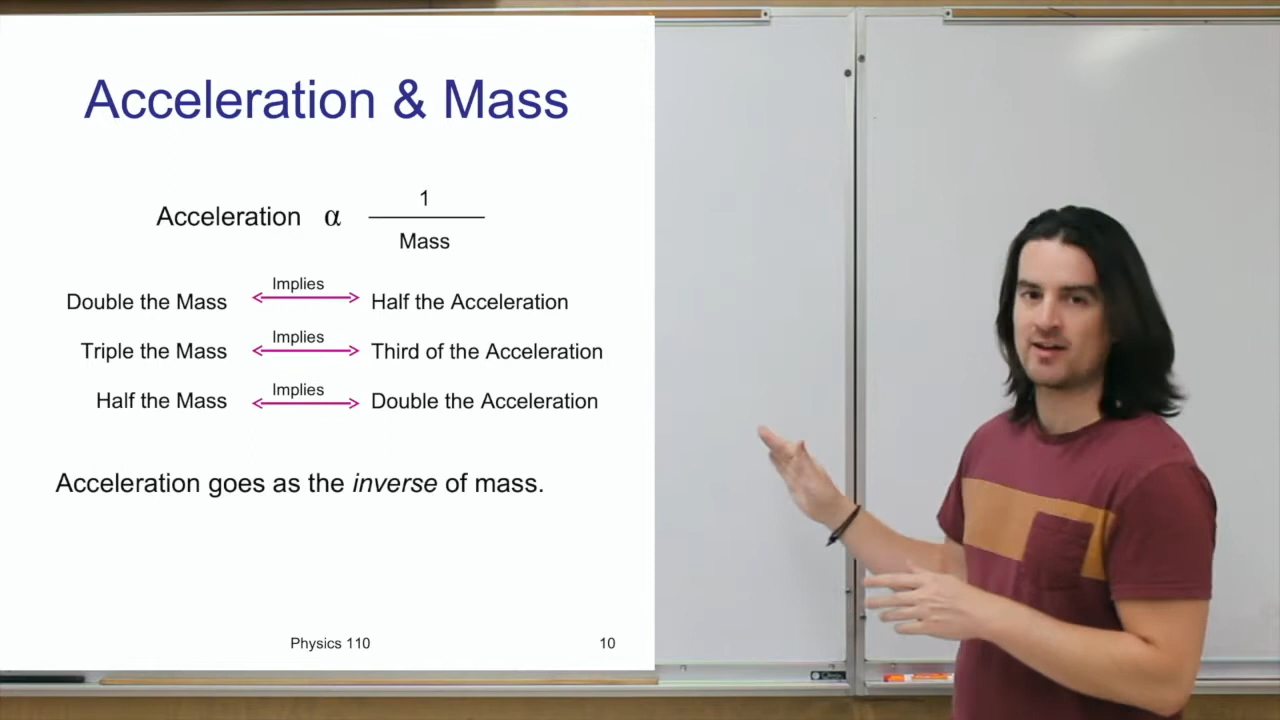 Acceleration & Mass
Acceleration α 1
Mass
Implies
Double the Mass Half the Acceleration
Implies
Triple the Mass Third of the Acceleration
Implies
Half the Mass Double the Acceleration
Acceleration goes as the inverse of mass.
Physics 110 10